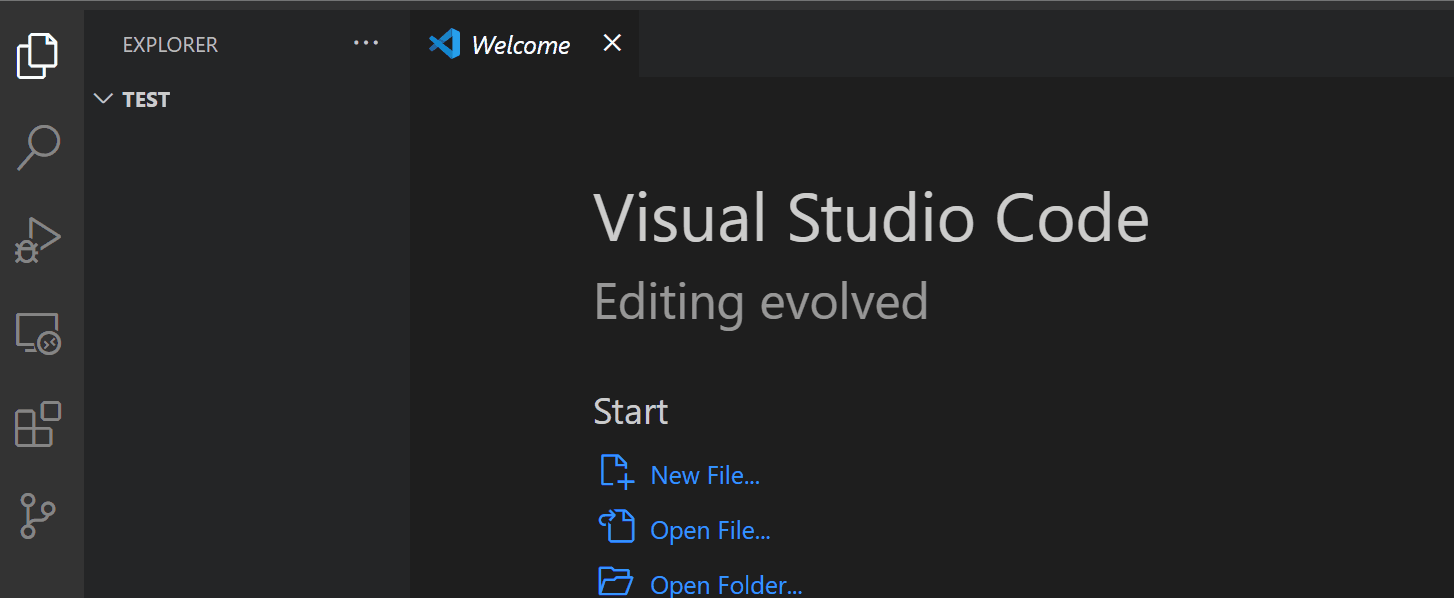 EXPLORER
TEST
Welcome
Visual Studio Code
Editing evolved
Start
New File...
Open File...
Open Folder...